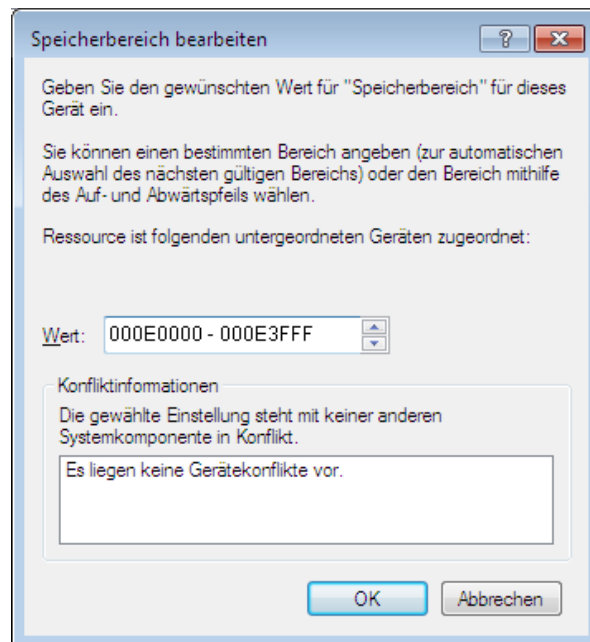 Speicherbereich bearbeiten
Geben Sie den gewünschten Wert für "Speicherbereich" für dieses
Gerät ein.
Sie können einen bestimmten Bereich angeben (zur automatischen
Auswahl des nächsten gültigen Bereichs) oder den Bereich mithilfe
des Auf- und Abwärtspfeils wählen.
Ressource ist folgenden untergeordneten Geräten zugeordnet:
Wert: 000E0000 - 000E3FFF
Konfliktinformationen
Die gewählte Einstellung steht mit keiner anderen
Systemkomponente in Konflikt.
Es liegen keine Gerätekonflikte vor.
OK Abbrechen